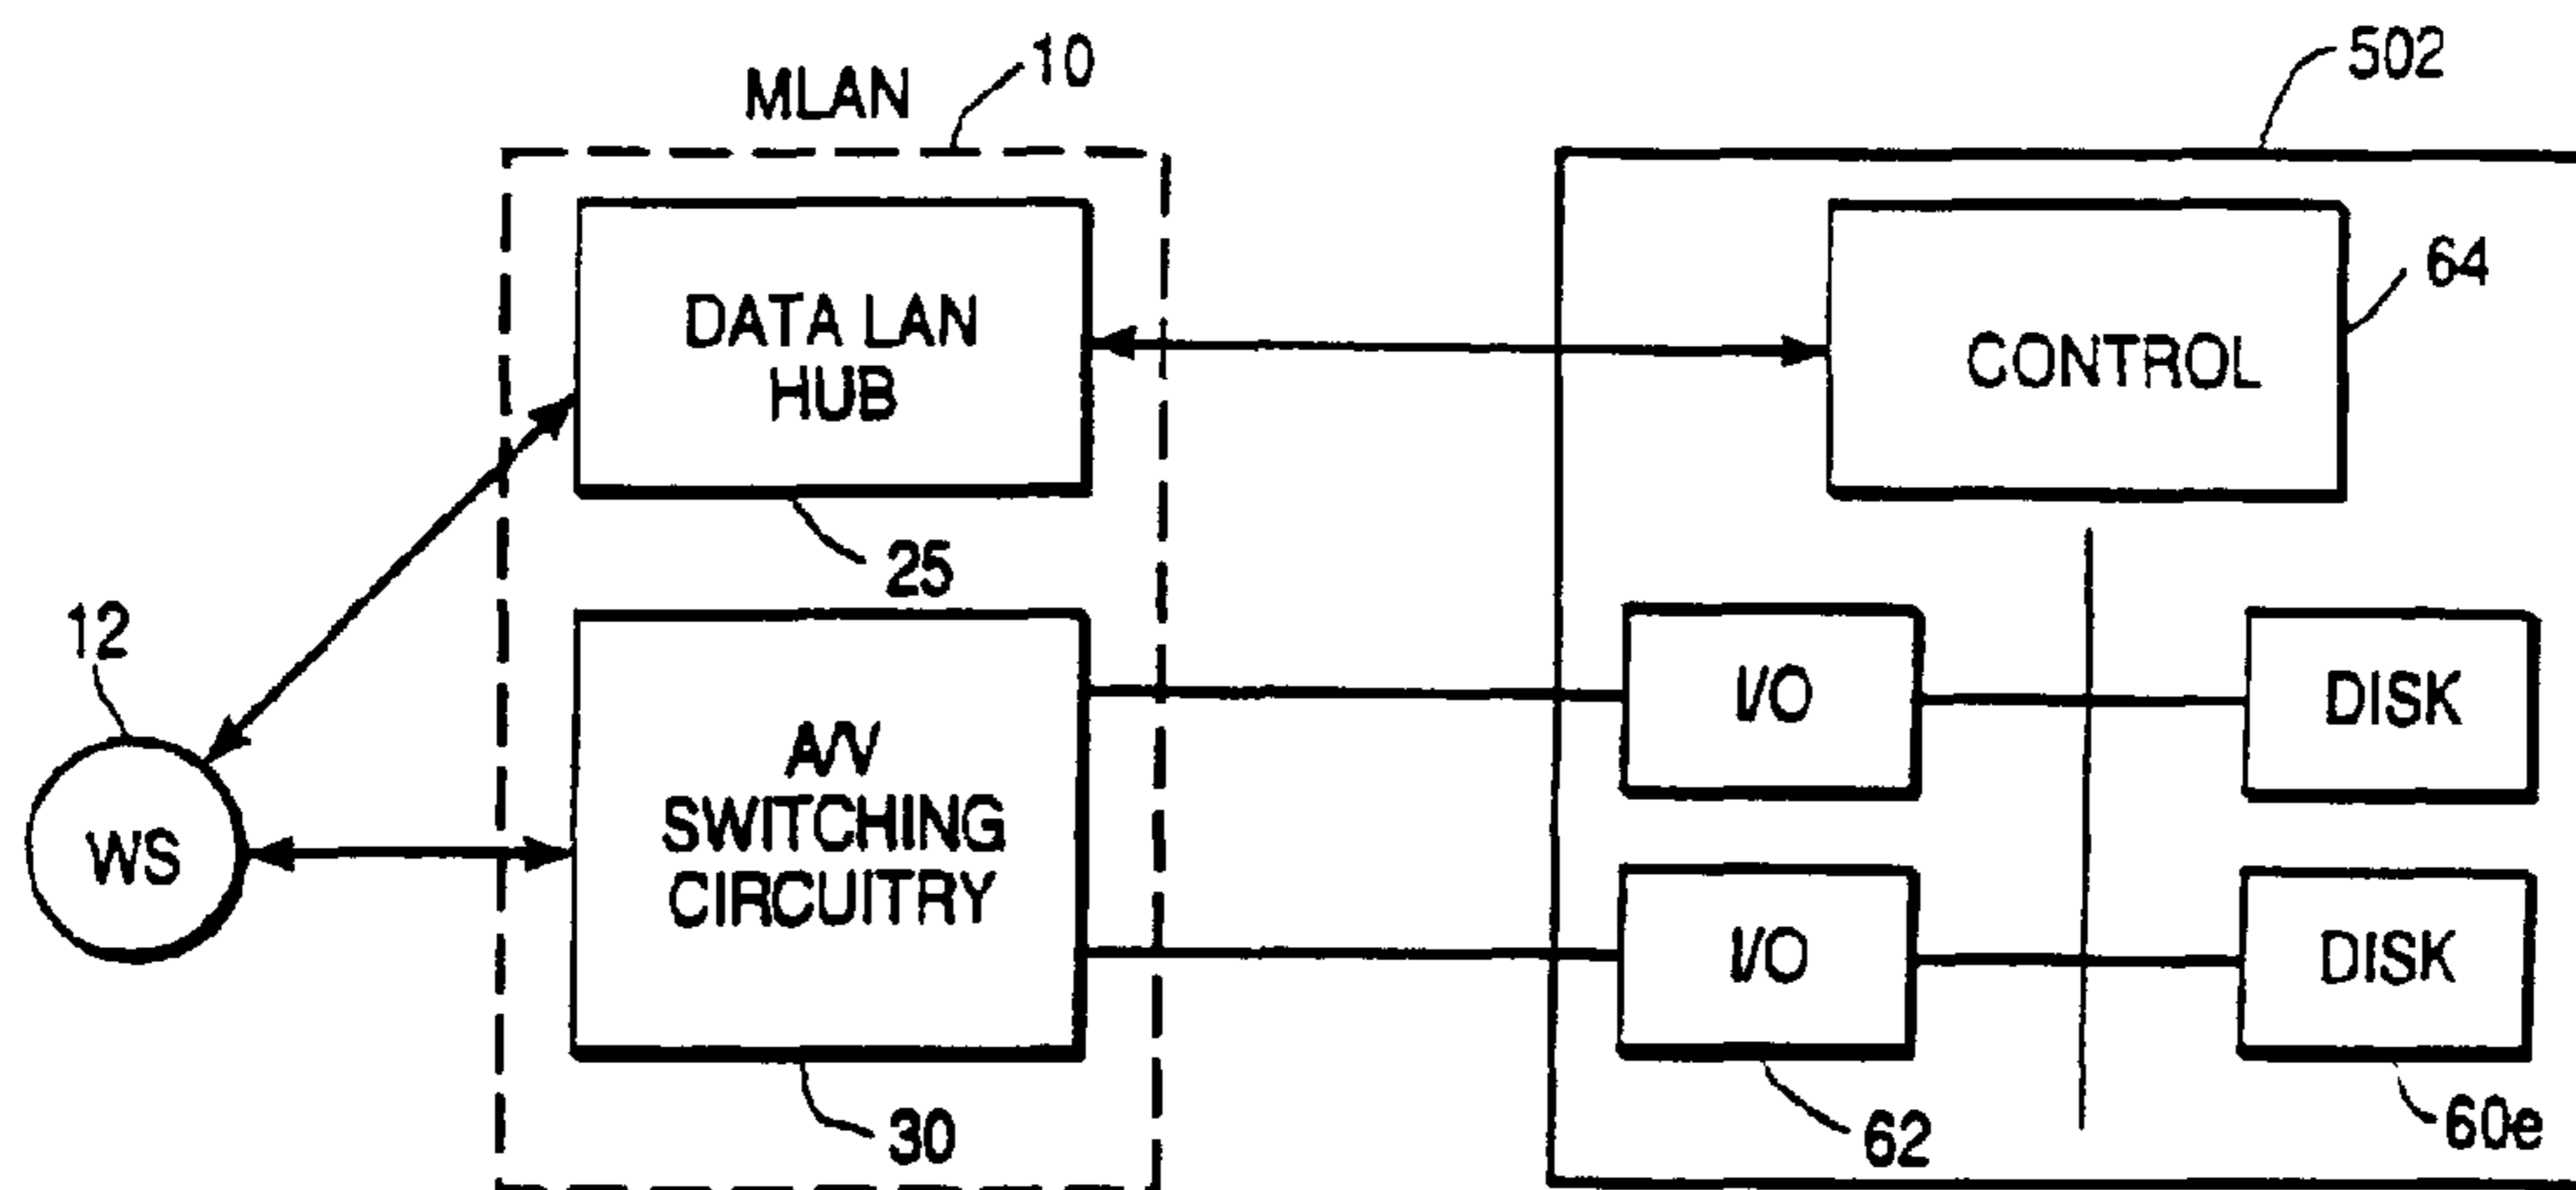 MLAN
10
502
DATA LAN
HUB
25
CONTROL
64
12
WS
A/V
SWITCHING
CIRCUITRY
30
I/O
DISK
I/O
62
DISK
60e